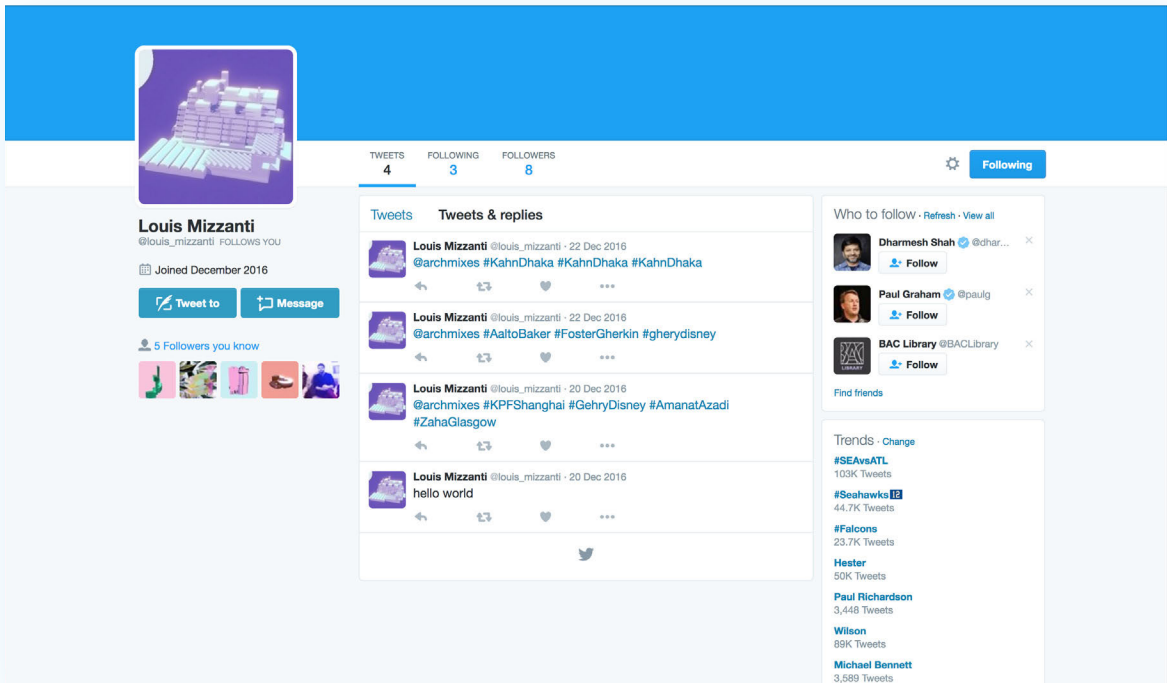 TWEETS
4
FOLLOWING
3
FOLLOWERS
8
Following
Louis Mizzanti
@louis_mizzanti FOLLOWS YOU
Joined December 2016
Tweet to
Message
5 Followers you know
Tweets Tweets & replies
Louis Mizzanti @louis_mizzanti · 22 Dec 2016
@archmixes #KahnDhaka #KahnDhaka #KahnDhaka
Louis Mizzanti @louis_mizzanti · 22 Dec 2016
@archmixes #AaltoBaker #FosterGherkin #gherydisney
Louis Mizzanti @louis_mizzanti · 20 Dec 2016
@archmixes #KPFShanghai #GehryDisney #AmanatAzadi
#ZahaGlasgow
Louis Mizzanti @louis_mizzanti · 20 Dec 2016
hello world
Who to follow · Refresh · View all
Dharmesh Shah @dhar...
Follow
Paul Graham @paulg
Follow
BAC Library @BACLibrary
LIBRARY
Follow
Find friends
Trends · Change
#SEAvsATL
103K Tweets
#Seahawks 12
44.7K Tweets
#Falcons
23.7K Tweets
Hester
50K Tweets
Paul Richardson
3,448 Tweets
Wilson
89K Tweets
Michael Bennett
3,589 Tweets